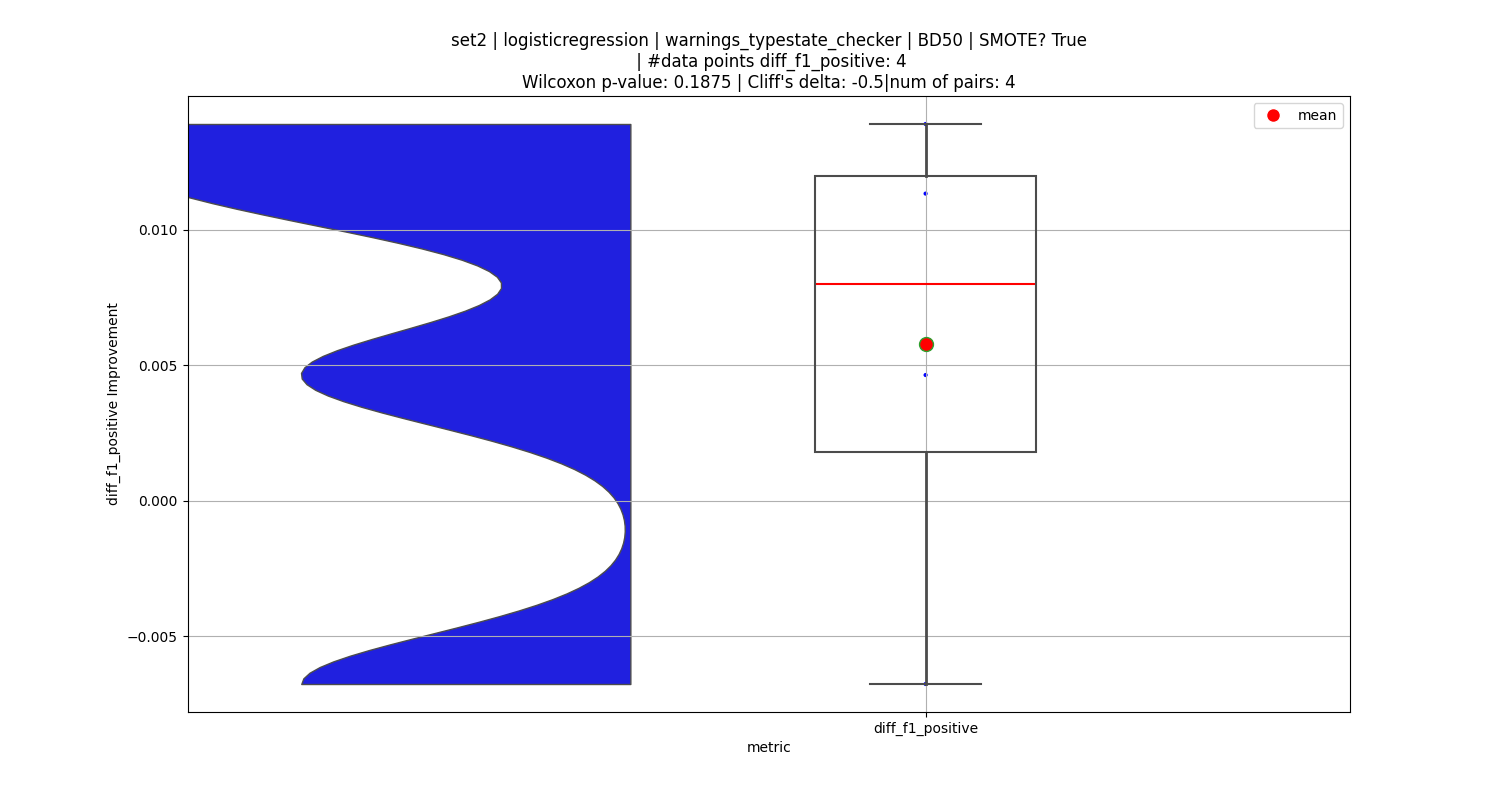 set2 | logisticregression | warnings_typestate_checker | BD50 | SMOTE? True
| #data points diff_f1_positive: 4
Wilcoxon p-value: 0.1875 | Cliff's delta: -0.5|num of pairs: 4
mean
0.010
0.005
0.000
−0.005
diff_f1_positive Improvement
diff_f1_positive
metric